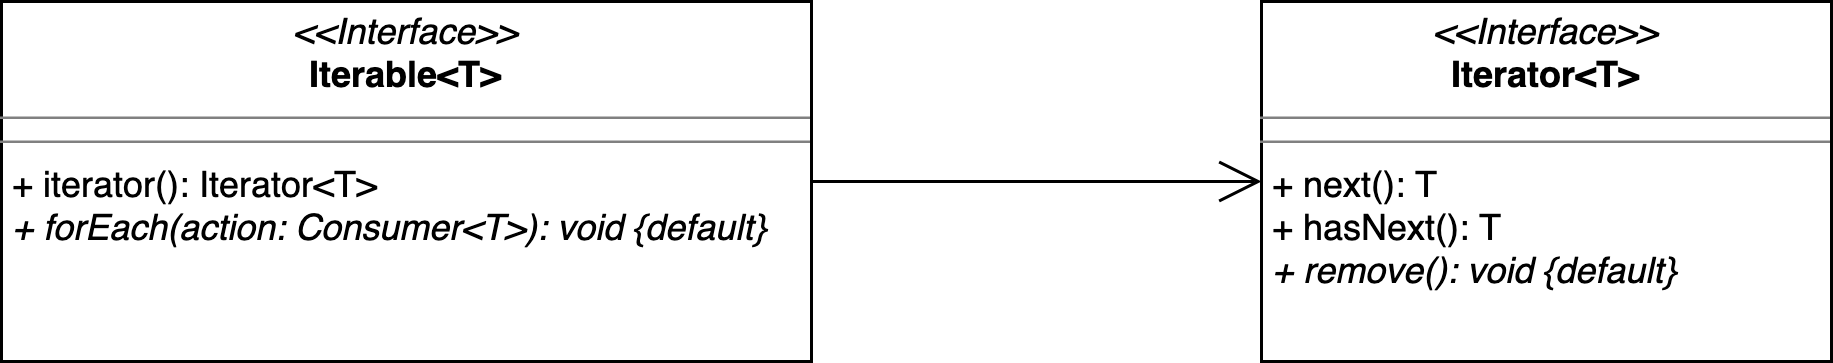 <<Interface>>
Iterable<T>
+ iterator(): Iterator<T>
+ forEach(action: Consumer<T>): void {default}
<<Interface>>
Iterator<T>
+ next(): T
+ hasNext(): T
+ remove(): void {default}